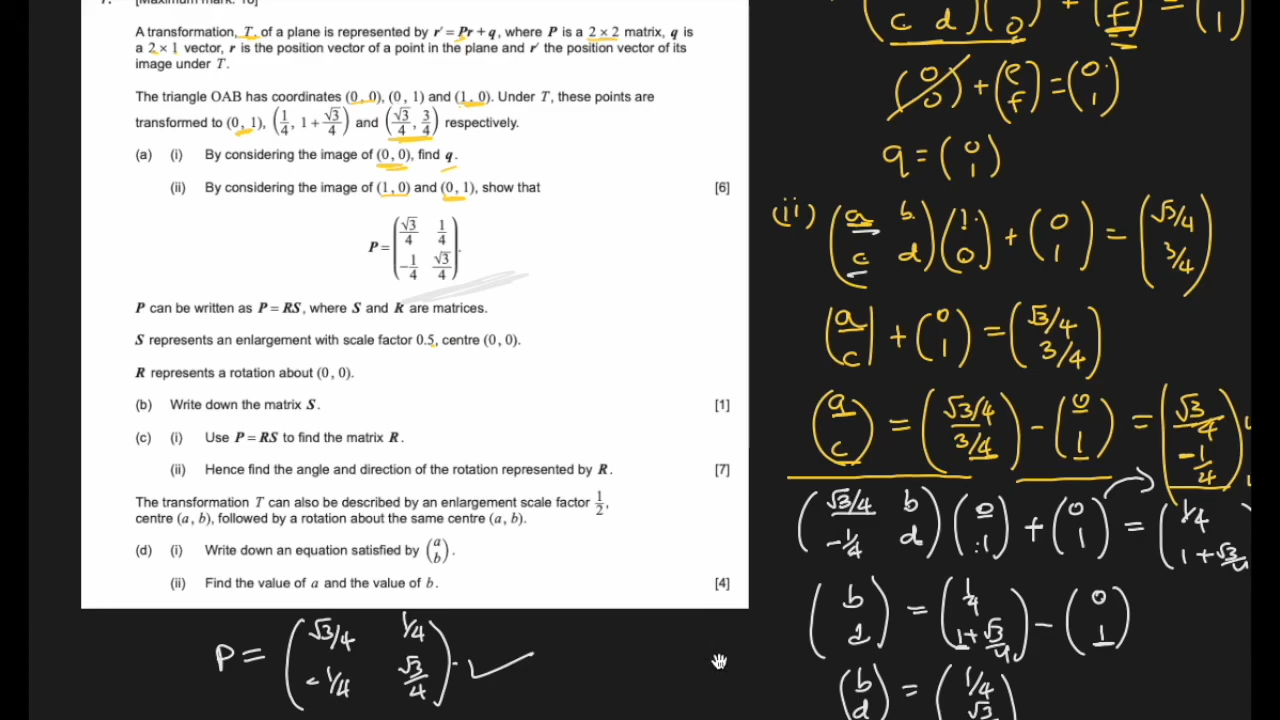 7. [Maximum mark: 18]
A transformation, T, of a plane is represented by r′ = Pr + q, where P is a 2 × 2 matrix, q is
a 2 × 1 vector, r is the position vector of a point in the plane and r′ the position vector of its
image under T.
The triangle OAB has coordinates (0, 0), (0, 1) and (1, 0). Under T, these points are
transformed to (0, 1), (1/4, 1 + √3/4) and (√3/4, 3/4) respectively.
(a) (i) By considering the image of (0, 0), find q.
(ii) By considering the image of (1, 0) and (0, 1), show that [6]
P = (√3/4 1/4
-1/4 √3/4).
P can be written as P = RS, where S and R are matrices.
S represents an enlargement with scale factor 0.5, centre (0, 0).
R represents a rotation about (0, 0).
(b) Write down the matrix S. [1]
(c) (i) Use P = RS to find the matrix R.
(ii) Hence find the angle and direction of the rotation represented by R. [7]
The transformation T can also be described by an enlargement scale factor 1/2,
centre (a, b), followed by a rotation about the same centre (a, b).
(d) (i) Write down an equation satisfied by (a b).
(ii) Find the value of a and the value of b. [4]
P = (√3/4 1/4
-1/4 √3/4).
(c d)(0) + (f) = (1)
(0 0) + (e f) = (0 1)
q = (0 1)
(ii) (a b c d)(1 0) + (0 1) = (√3/4 3/4)
(a c) + (0 1) = (√3/4 3/4)
(a c) = (√3/4 3/4) - (0 1) = (√3/4 -1/4)
(√3/4 b -1/4 d)(0 1) + (0 1) = (1/4 1+√3/4)
(b d) = (1/4 1+√3/4) - (0 1)
(b d) = (1/4 √3